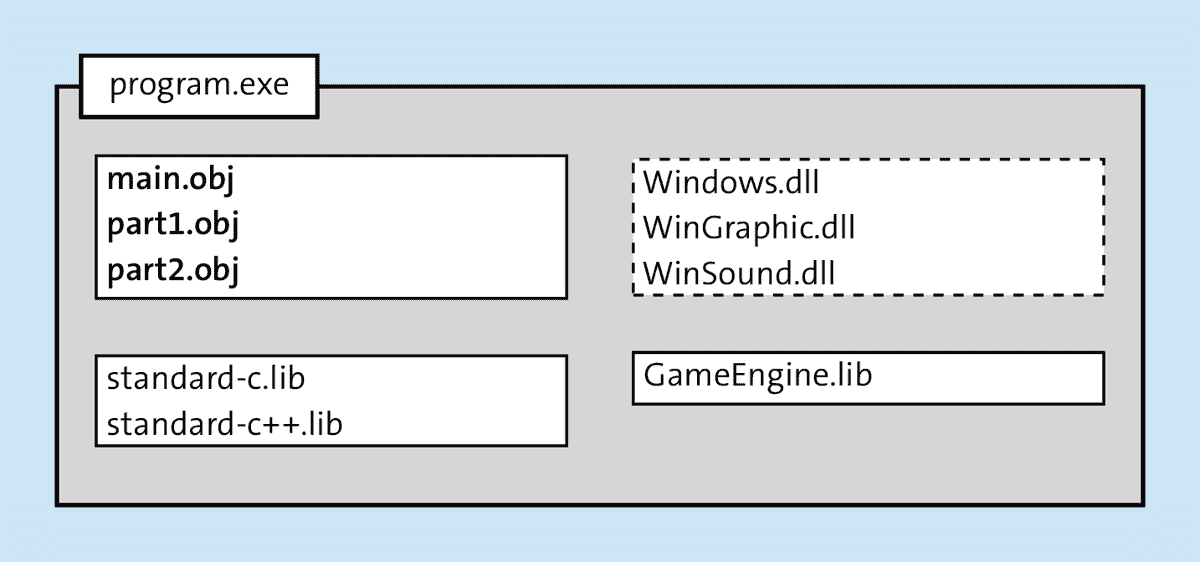 program.exe
main.obj
part1.obj
part2.obj
Windows.dll
WinGraphic.dll
WinSound.dll
standard-c.lib
standard-c++.lib
GameEngine.lib